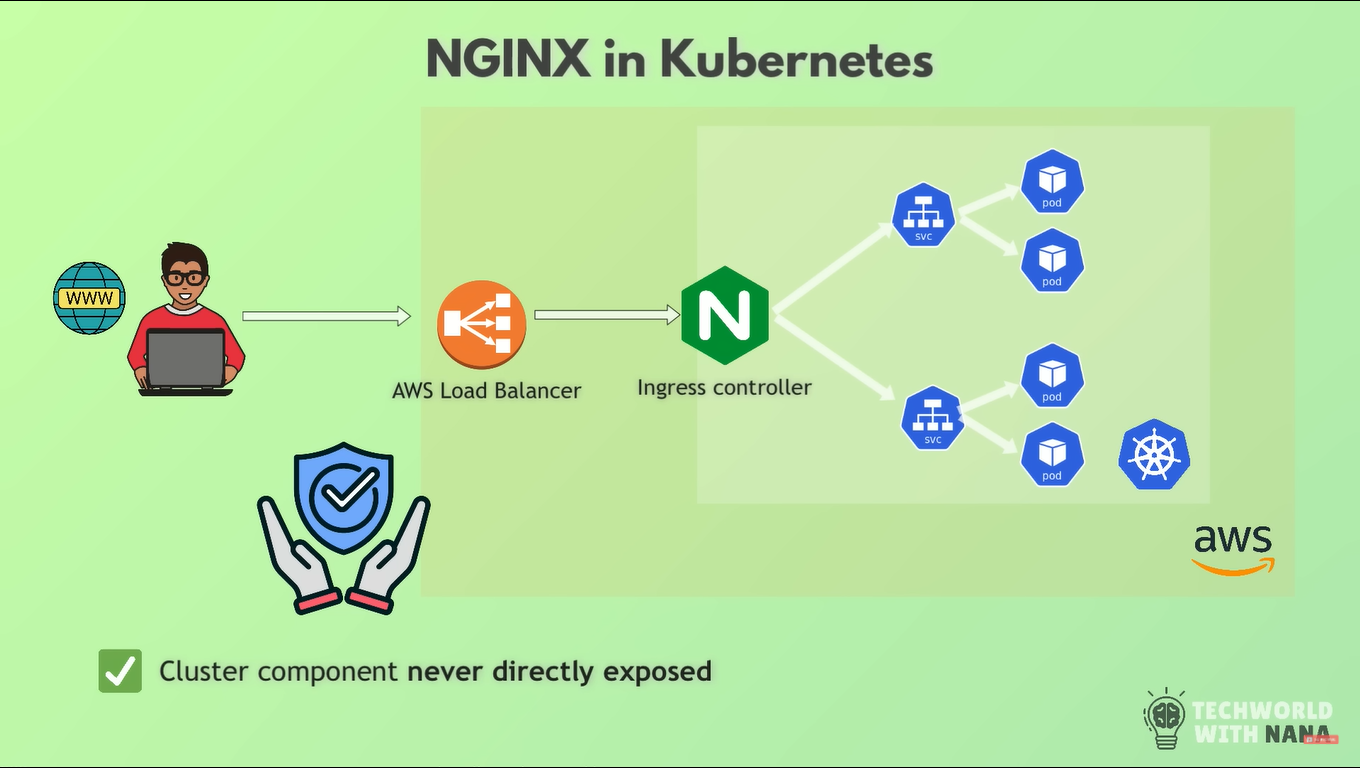 NGINX in Kubernetes
WWW
AWS Load Balancer
Ingress controller
svc
pod
pod
svc
pod
pod
aws
Cluster component never directly exposed
TECHWORLD
WITH NANA